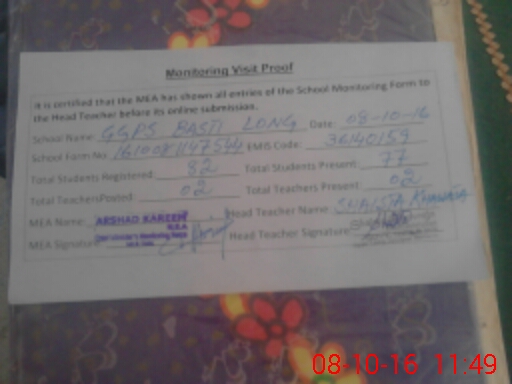 Monitoring Visit Proof
It is certified that the MEA has shown all entries of the School Monitoring Form to
the Head Teacher before its online submission.
School Name: GGPS BASTI LONG Date: 08-10-16
School Form No. EMIS Code: 36140159
Total Students Registered: 82 Total Students Present: 77
Total TeachersPosted: 02 Total Teachers Present: 02
MEA Name: ARSHAD KAREEM Head Teacher Name:
MEA
MEA Signature Head Teacher Signature
08-10-16 11:49